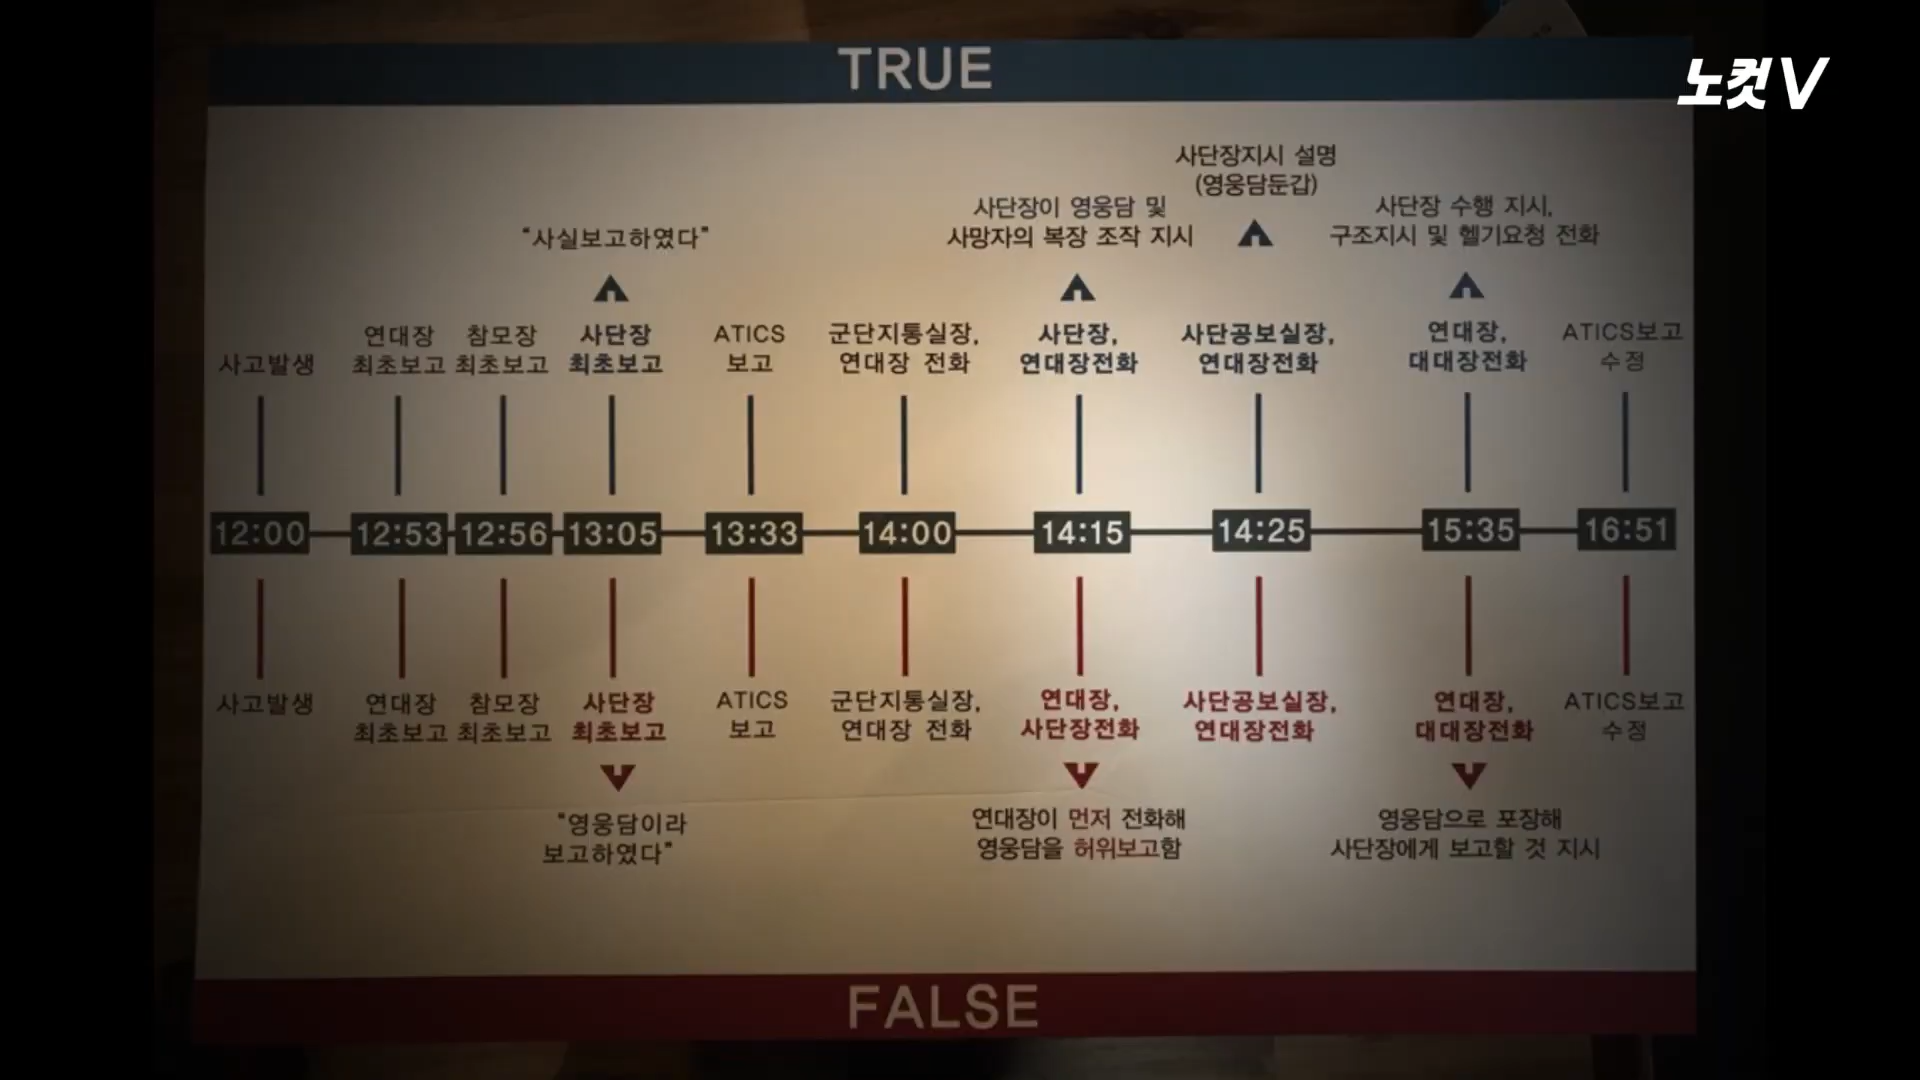 TRUE
노컷V
사단장지시 설명
(영웅담둔갑)
사단장이 영웅담 및
사망자의 복장 조작 지시
사단장 수행 지시,
구조지시 및 헬기요청 전화
"사실보고하였다"
사고발생
연대장
최초보고
참모장
최초보고
사단장
최초보고
ATICS
보고
군단지통실장,
연대장 전화
사단장,
연대장전화
사단공보실장,
연대장전화
연대장,
대대장전화
ATICS보고
수정
12:00
12:53
12:56
13:05
13:33
14:00
14:15
14:25
15:35
16:51
사고발생
연대장
최초보고
참모장
최초보고
사단장
최초보고
ATICS
보고
군단지통실장,
연대장 전화
연대장,
사단장전화
사단공보실장,
연대장전화
연대장,
대대장전화
ATICS보고
수정
"영웅담이라
보고하였다"
연대장이 먼저 전화해
영웅담을 허위보고함
영웅담으로 포장해
사단장에게 보고할 것 지시
FALSE